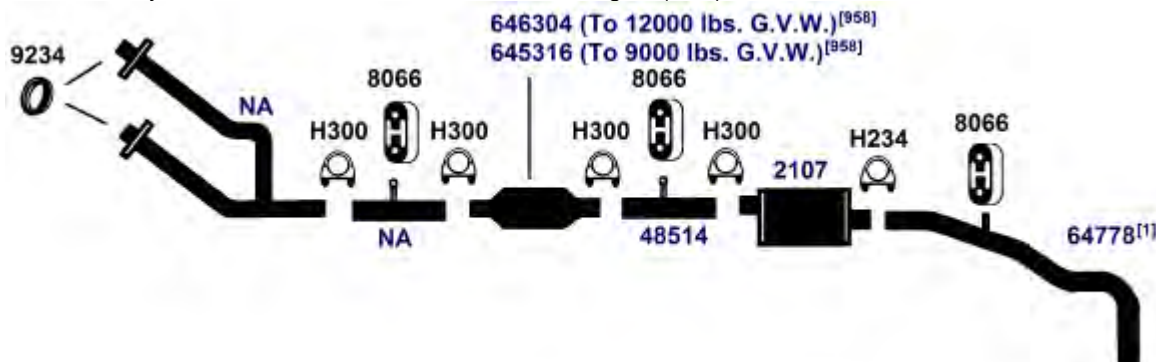 646304 (To 12000 lbs. G.V.W.)[958]
645316 (To 9000 lbs. G.V.W.)[958]
9234
8066
8066
NA
H300
H300
H300
H300
H234
8066
2107
NA
48514
64778[1]